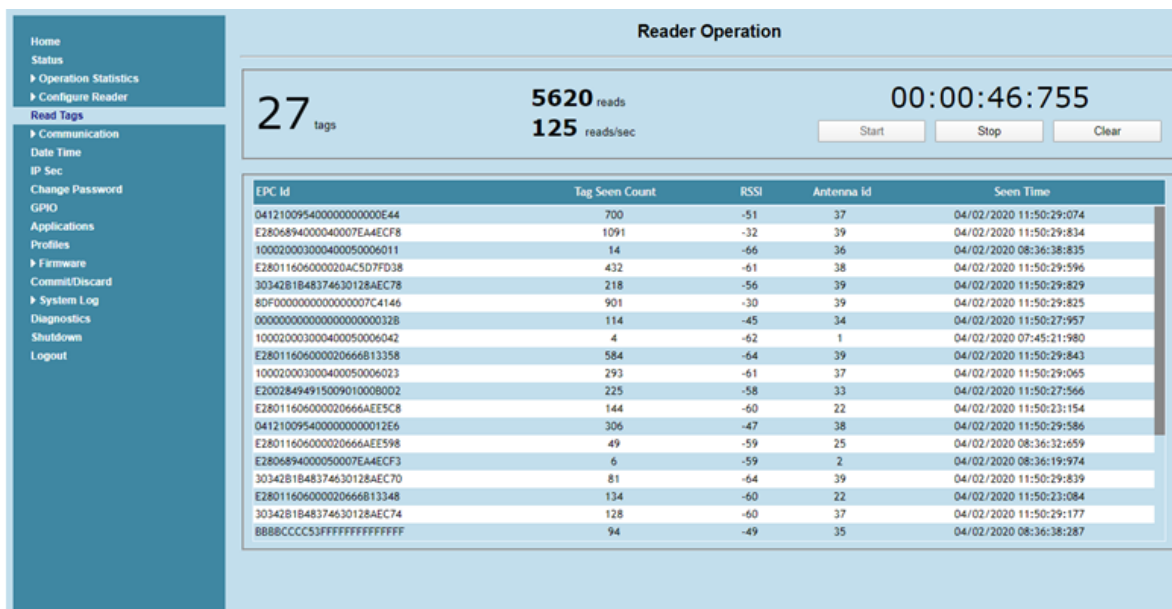 Reader Operation
Home
Status
Operation Statistics
Configure Reader
Read Tags
Communication
Date Time
IP Sec
Change Password
GPIO
Applications
Profiles
Firmware
Commit/Discard
System Log
Diagnostics
Shutdown
Logout
27 tags
5620 reads
125 reads/sec
00:00:46:755
Start Stop Clear
EPC Id Tag Seen Count RSSI Antenna id Seen Time
041210095400000000000E44 700 -51 37 04/02/2020 11:50:29:074
E2806894000040007EA4ECF8 1091 -32 39 04/02/2020 11:50:29:834
100020003000400050006011 14 -66 36 04/02/2020 08:36:38:835
E28011606000020AC5D7FD38 432 -61 38 04/02/2020 11:50:29:596
30342B1B48374630128AEC78 218 -56 39 04/02/2020 11:50:29:829
8DF0000000000000007C4146 901 -30 39 04/02/2020 11:50:29:825
00000000000000000000032B 114 -45 34 04/02/2020 11:50:27:957
100020003000400050006042 4 -62 1 04/02/2020 07:45:21:980
E28011606000020666B13358 584 -64 39 04/02/2020 11:50:29:843
100020003000400050006023 293 -61 37 04/02/2020 11:50:29:065
E2002849491500901000B0D2 225 -58 33 04/02/2020 11:50:27:566
E28011606000020666AEE5C8 144 -60 22 04/02/2020 11:50:23:154
0412100954000000000012E6 306 -47 38 04/02/2020 11:50:29:586
E28011606000020666AEE598 49 -59 25 04/02/2020 08:36:32:659
E2806894000050007EA4ECF3 6 -59 2 04/02/2020 08:36:19:974
30342B1B48374630128AEC70 81 -64 39 04/02/2020 11:50:29:839
E28011606000020666B13348 134 -60 22 04/02/2020 11:50:23:084
30342B1B48374630128AEC74 128 -60 37 04/02/2020 11:50:29:177
BBBBCCCC53FFFFFFFFFFFFFF 94 -49 35 04/02/2020 08:36:38:287